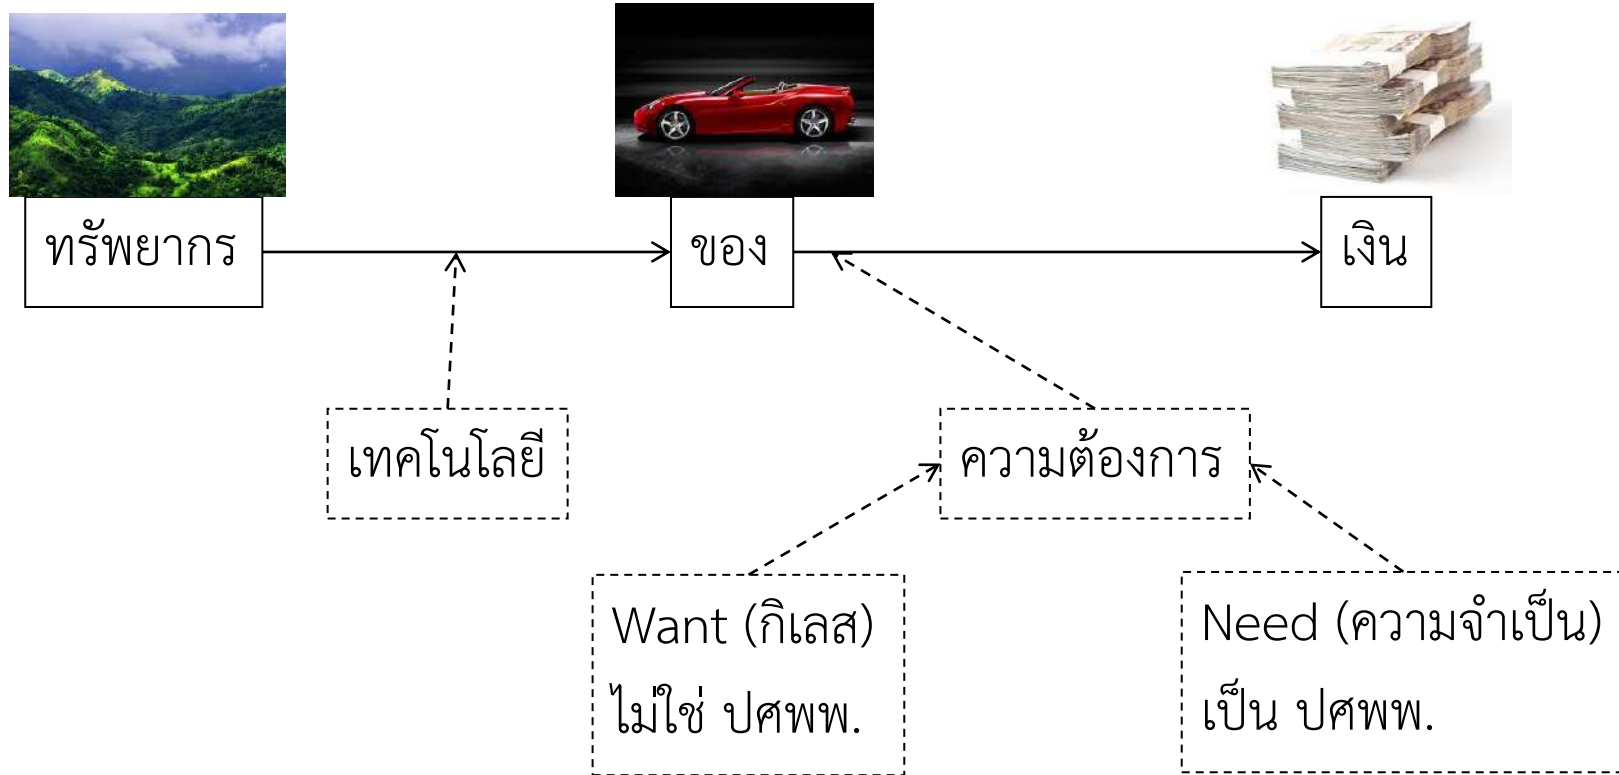 ทรัพยากร
ของ
เงิน
เทคโนโลยี
ความต้องการ
Want (กิเลส)
ไม่ใช่ ปศพพ.
Need (ความจำเป็น)
เป็น ปศพพ.